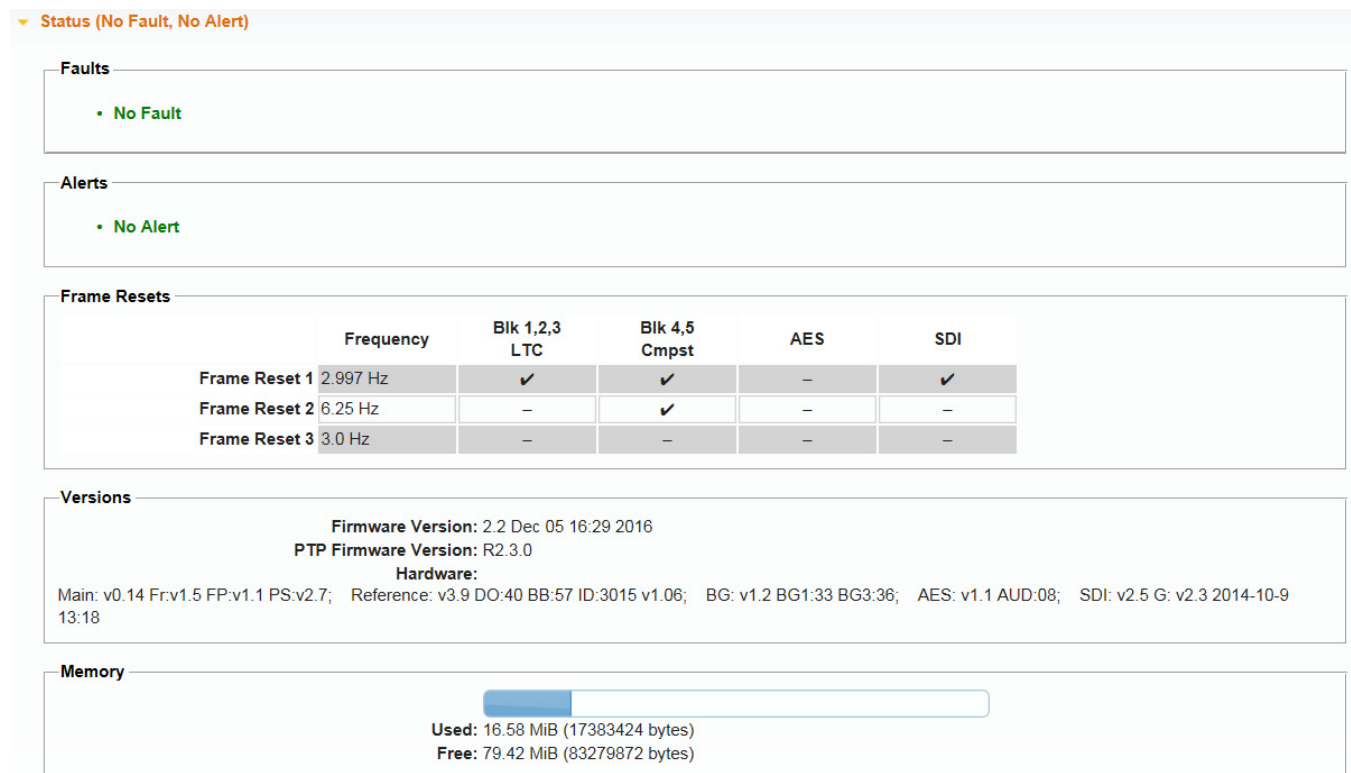 Status (No Fault, No Alert)
Faults
• No Fault
Alerts
• No Alert
Frame Resets
Frequency Blk 1,2,3 LTC Blk 4,5 Cmpst AES SDI
Frame Reset 1 2.997 Hz ✔ ✔ – ✔
Frame Reset 2 6.25 Hz – ✔ – –
Frame Reset 3 3.0 Hz – – – –
Versions
Firmware Version: 2.2 Dec 05 16:29 2016
PTP Firmware Version: R2.3.0
Hardware:
Main: v0.14 Fr:v1.5 FP:v1.1 PS:v2.7; Reference: v3.9 DO:40 BB:57 ID:3015 v1.06; BG: v1.2 BG1:33 BG3:36; AES: v1.1 AUD:08; SDI: v2.5 G: v2.3 2014-10-9
13:18
Memory
Used: 16.58 MiB (17383424 bytes)
Free: 79.42 MiB (83279872 bytes)